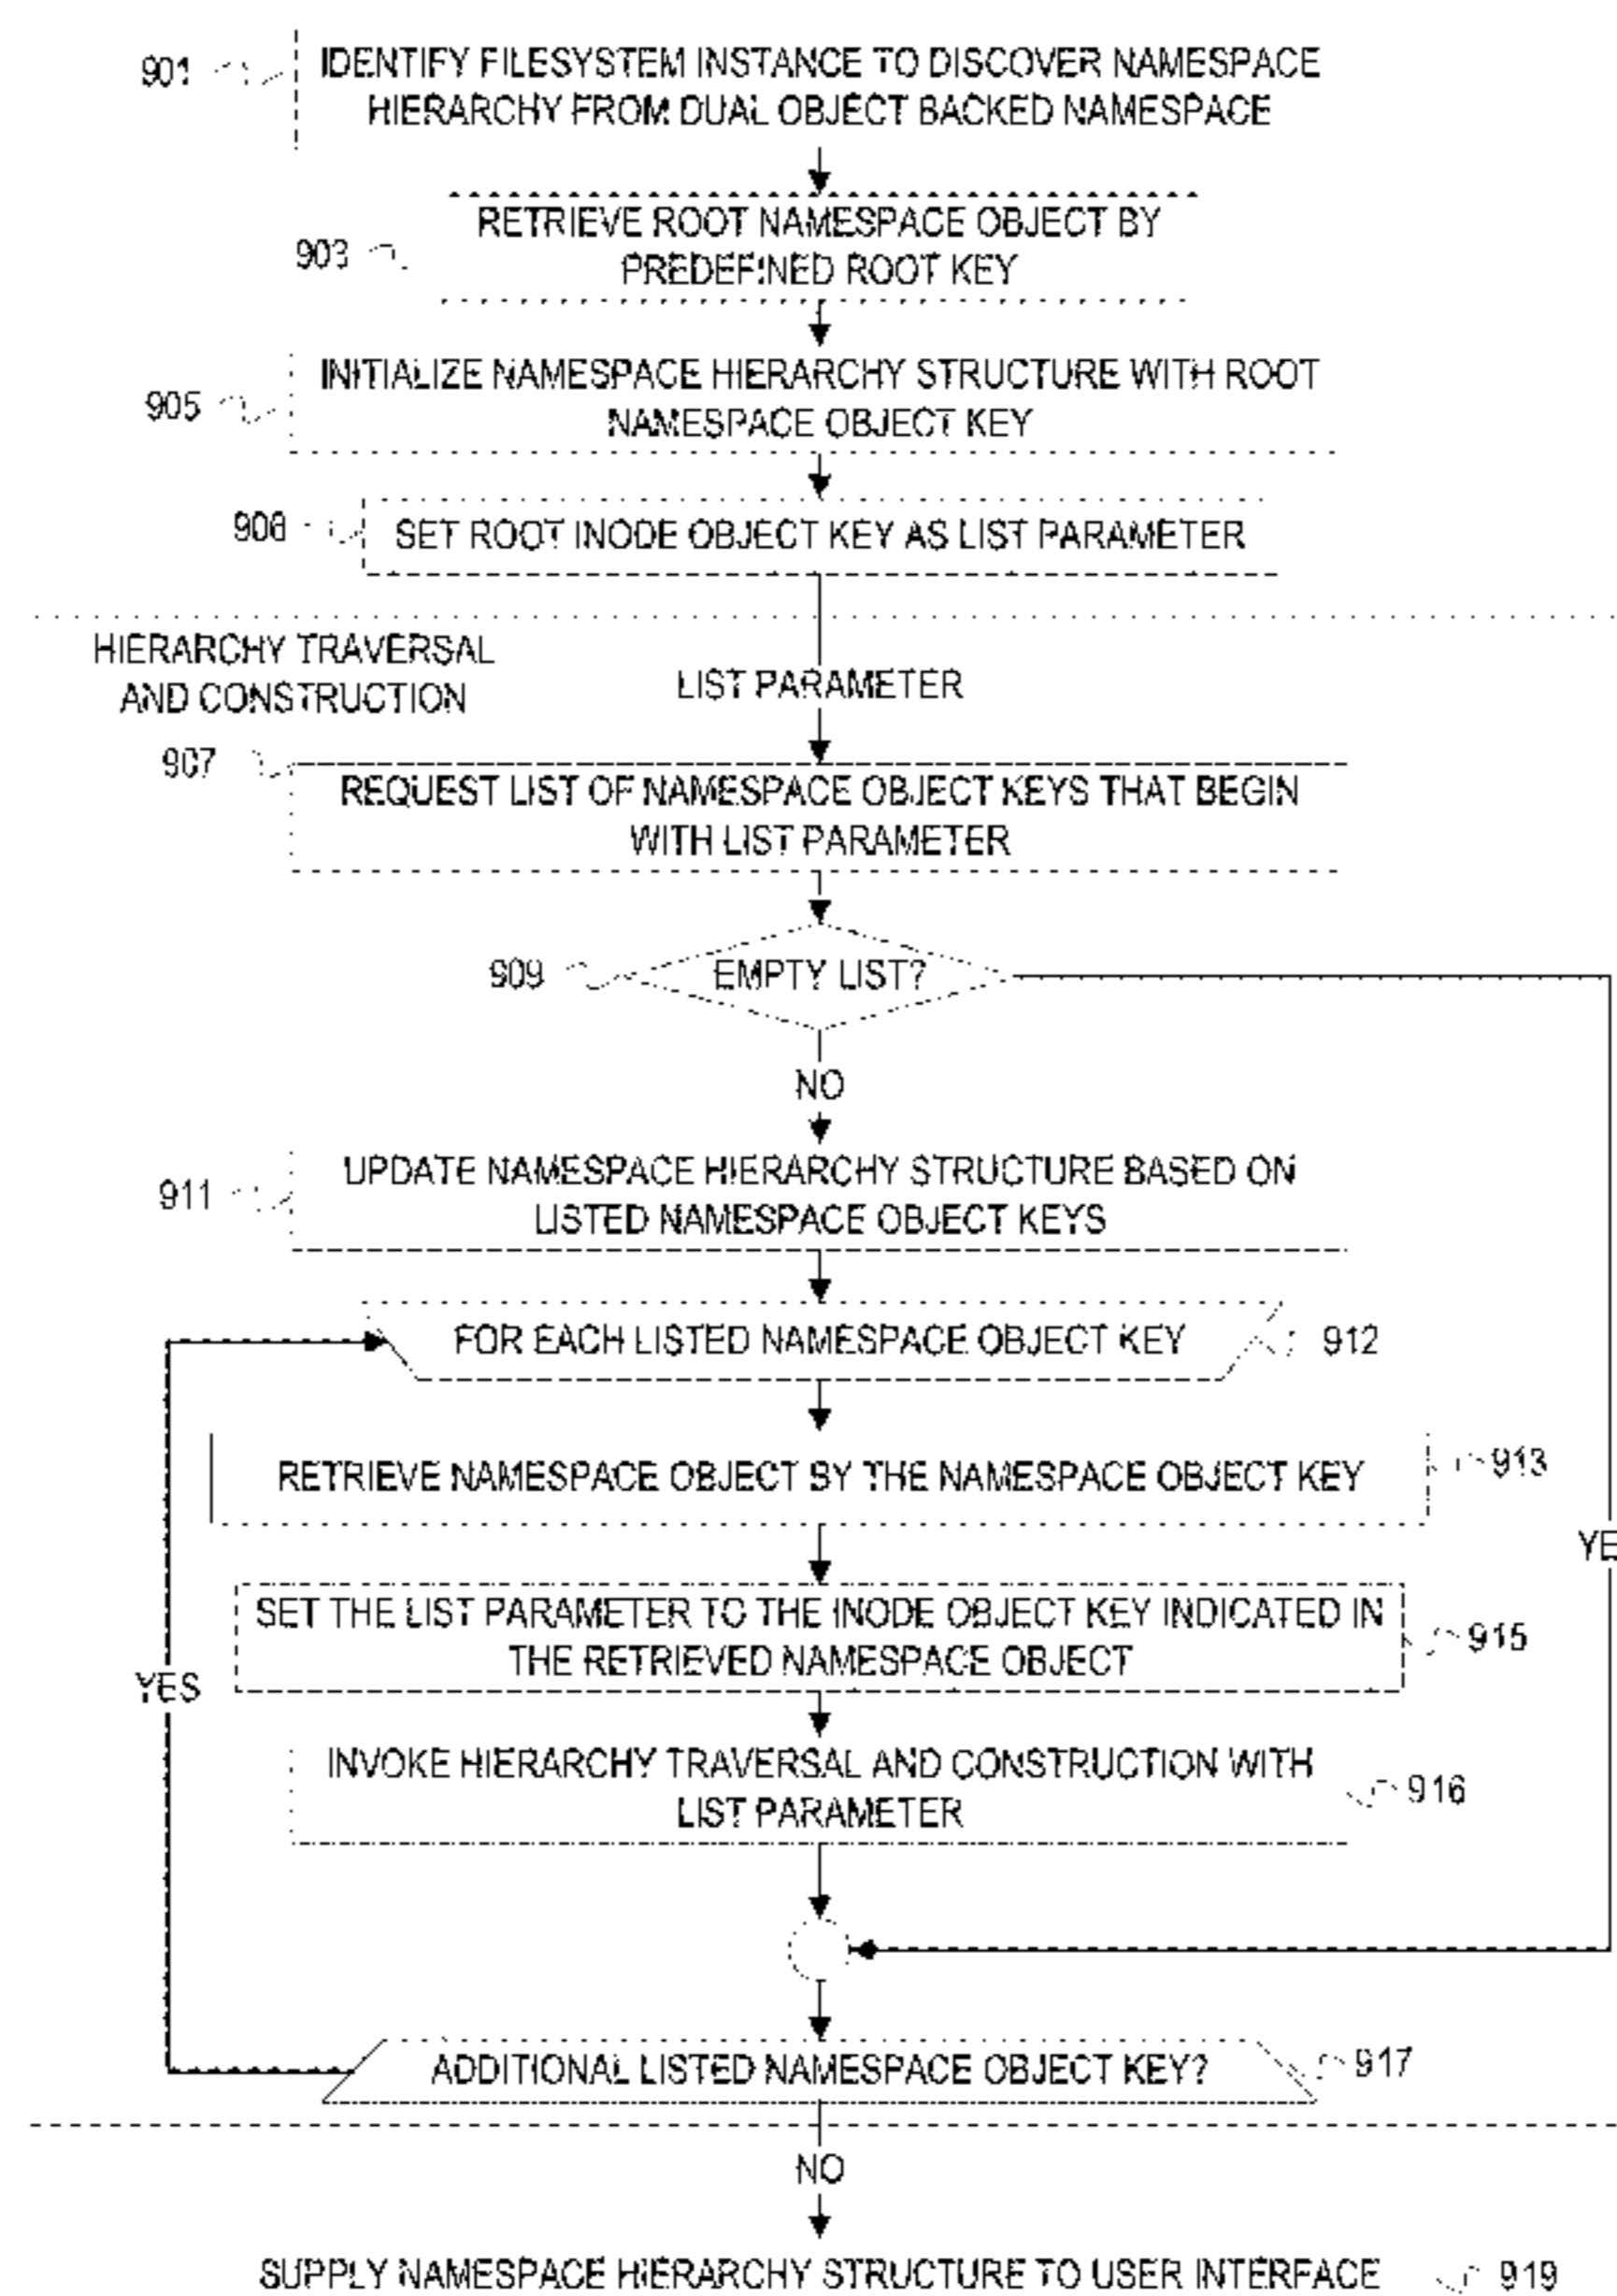 901
IDENTIFY FILESYSTEM INSTANCE TO DISCOVER NAMESPACE
HIERARCHY FROM DUAL OBJECT BACKED NAMESPACE
903
RETRIEVE ROOT NAMESPACE OBJECT BY
PREDEFINED ROOT KEY
905
INITIALIZE NAMESPACE HIERARCHY STRUCTURE WITH ROOT
NAMESPACE OBJECT KEY
906
SET ROOT INODE OBJECT KEY AS LIST PARAMETER
HIERARCHY TRAVERSAL
AND CONSTRUCTION
LIST PARAMETER
907
REQUEST LIST OF NAMESPACE OBJECT KEYS THAT BEGIN
WITH LIST PARAMETER
909
EMPTY LIST?
NO
911
UPDATE NAMESPACE HIERARCHY STRUCTURE BASED ON
LISTED NAMESPACE OBJECT KEYS
FOR EACH LISTED NAMESPACE OBJECT KEY
912
RETRIEVE NAMESPACE OBJECT BY THE NAMESPACE OBJECT KEY
913
YE
SET THE LIST PARAMETER TO THE INODE OBJECT KEY INDICATED IN
THE RETRIEVED NAMESPACE OBJECT
915
YES
INVOKE HIERARCHY TRAVERSAL AND CONSTRUCTION WITH
LIST PARAMETER
916
ADDITIONAL LISTED NAMESPACE OBJECT KEY?
917
NO
SUPPLY NAMESPACE HIERARCHY STRUCTURE TO USER INTERFACE
919